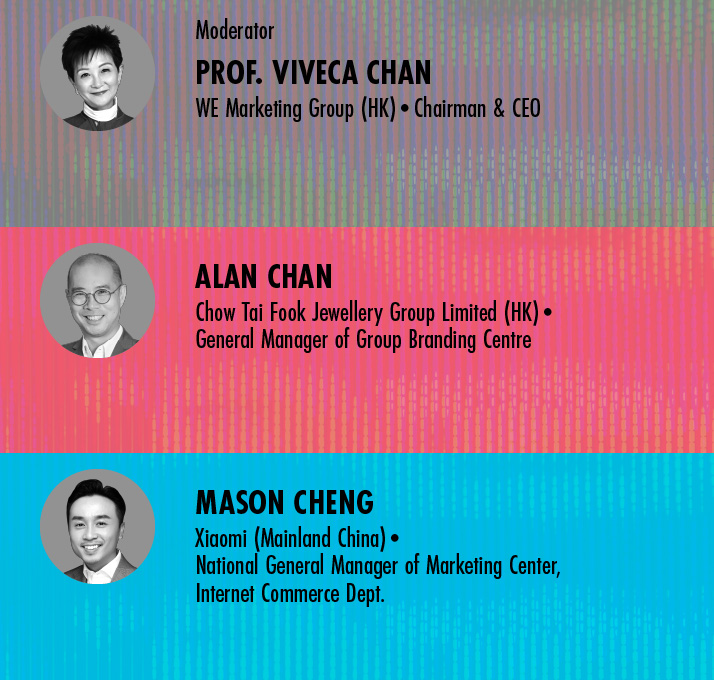 Moderator
PROF. VIVECA CHAN
WE Marketing Group (HK) • Chairman & CEO
ALAN CHAN
Chow Tai Fook Jewellery Group Limited (HK) •
General Manager of Group Branding Centre
MASON CHENG
Xiaomi (Mainland China) •
National General Manager of Marketing Center,
Internet Commerce Dept.